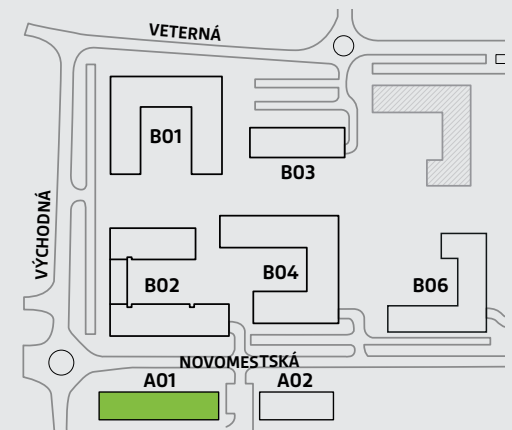 VETERNÁ
B01
B03
VÝCHODNÁ
B02
B04
B06
NOVOMESTSKÁ
A01
A02